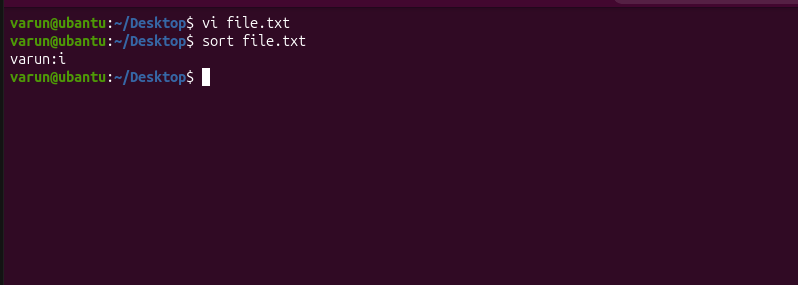 varun@ubantu:~/Desktop$ vi file.txt
varun@ubantu:~/Desktop$ sort file.txt
varun:i
varun@ubantu:~/Desktop$